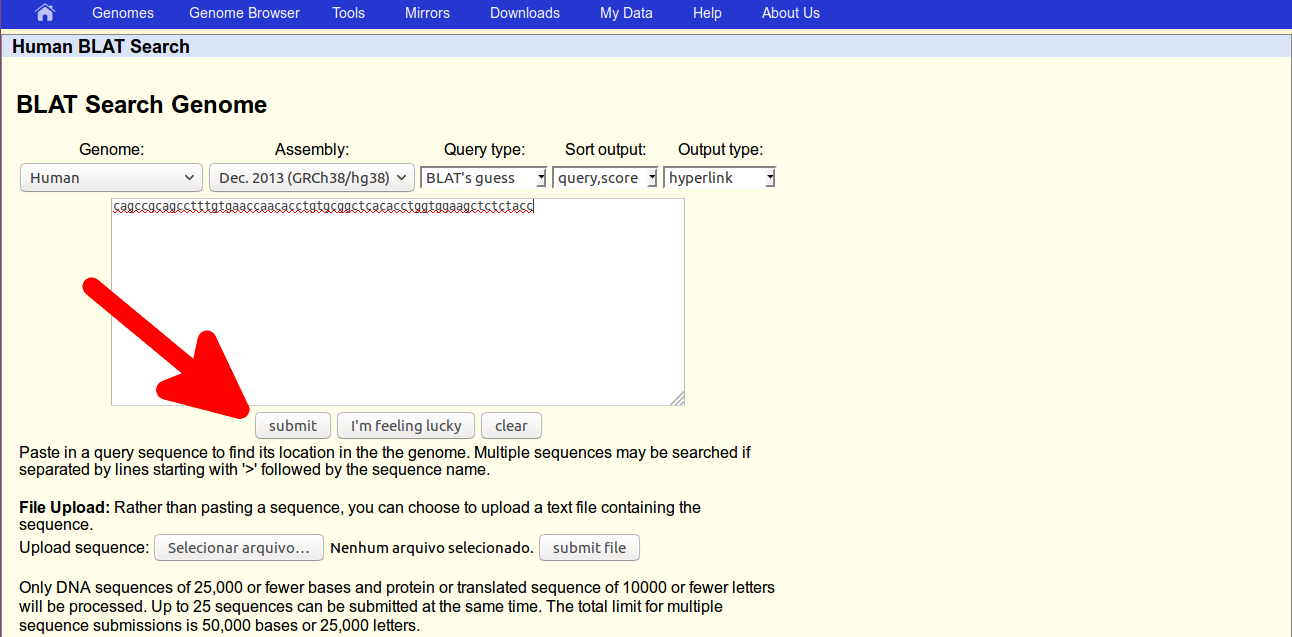 Genomes Genome Browser Tools Mirrors Downloads My Data Help About Us
Human BLAT Search
BLAT Search Genome
Genome: Assembly: Query type: Sort output: Output type:
Human Dec. 2013 (GRCh38/hg38) BLAT's guess query,score hyperlink
cagccgcagcctttgtgaaccaacacctgtgcggctcacacctggtggaagctctctacc
submit I'm feeling lucky clear
Paste in a query sequence to find its location in the the genome. Multiple sequences may be searched if
separated by lines starting with '>' followed by the sequence name.
File Upload: Rather than pasting a sequence, you can choose to upload a text file containing the
sequence.
Upload sequence: Selecionar arquivo... Nenhum arquivo selecionado. submit file
Only DNA sequences of 25,000 or fewer bases and protein or translated sequence of 10000 or fewer letters
will be processed. Up to 25 sequences can be submitted at the same time. The total limit for multiple
sequence submissions is 50,000 bases or 25,000 letters.